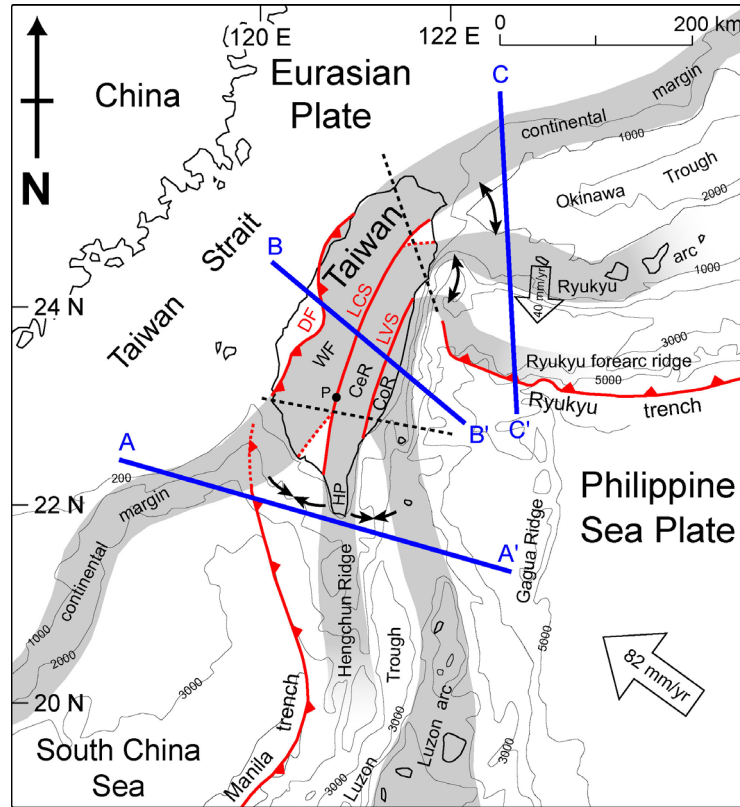 120 E
122 E
0
200 km
China
Eurasian
Plate
C
continental
margin
1000
Okinawa
Trough
2000
N
Taiwan
Strait
B
Taiwan
24 N
DF
WF
LCS
LVS
CeR
CoR
P
Ryukyu
arc
1000
40 mm/yr
3000
Ryukyu forearc ridge
5000
Ryukyu
trench
B'
C'
A
200
22 N
HP
continental
margin
Philippine
Sea Plate
A'
Gagua Ridge
1000
2000
3000
Hengchun Ridge
Trough
5000
82 mm/yr
20 N
Manila
trench
South China
Sea
3000
3000
3000
Luzon
Luzon arc